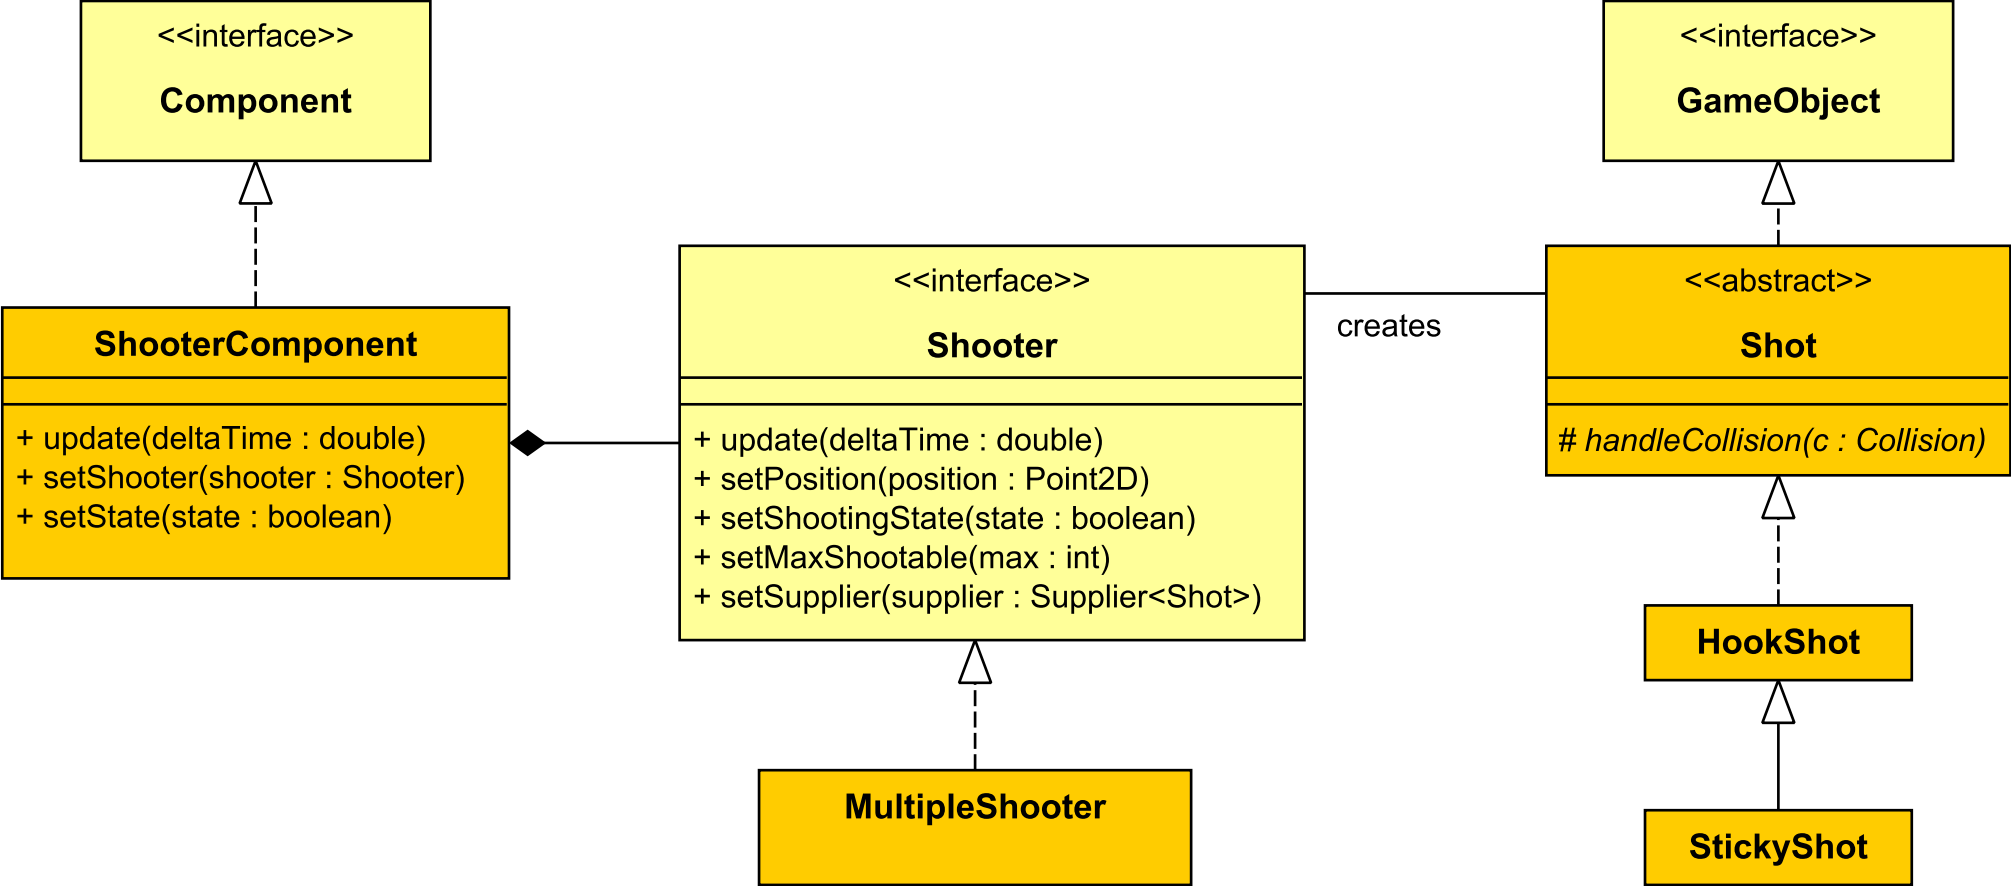 <<interface>>
Component
<<interface>>
GameObject
ShooterComponent
+ update(deltaTime : double)
+ setShooter(shooter : Shooter)
+ setState(state : boolean)
<<interface>>
Shooter
+ update(deltaTime : double)
+ setPosition(position : Point2D)
+ setShootingState(state : boolean)
+ setMaxShootable(max : int)
+ setSupplier(supplier : Supplier<Shot>)
creates
<<abstract>>
Shot
# handleCollision(c : Collision)
HookShot
MultipleShooter
StickyShot